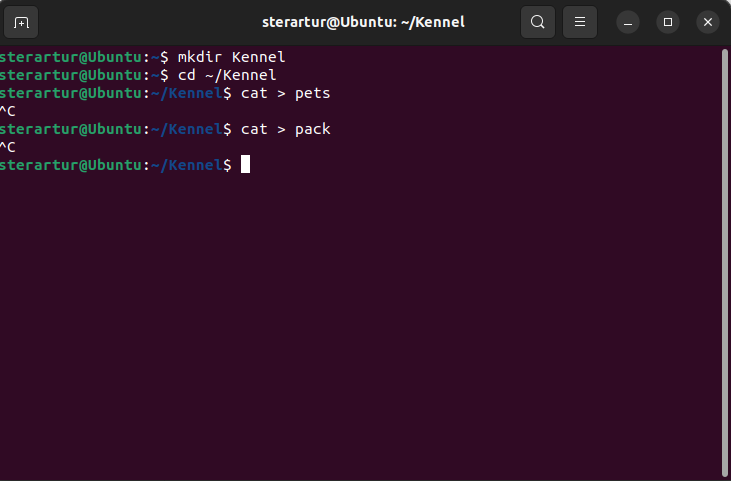 sterartur@Ubuntu: ~/Kennel
sterartur@Ubuntu:~$ mkdir Kennel
sterartur@Ubuntu:~$ cd ~/Kennel
sterartur@Ubuntu:~/Kennel$ cat > pets
^C
sterartur@Ubuntu:~/Kennel$ cat > pack
^C
sterartur@Ubuntu:~/Kennel$